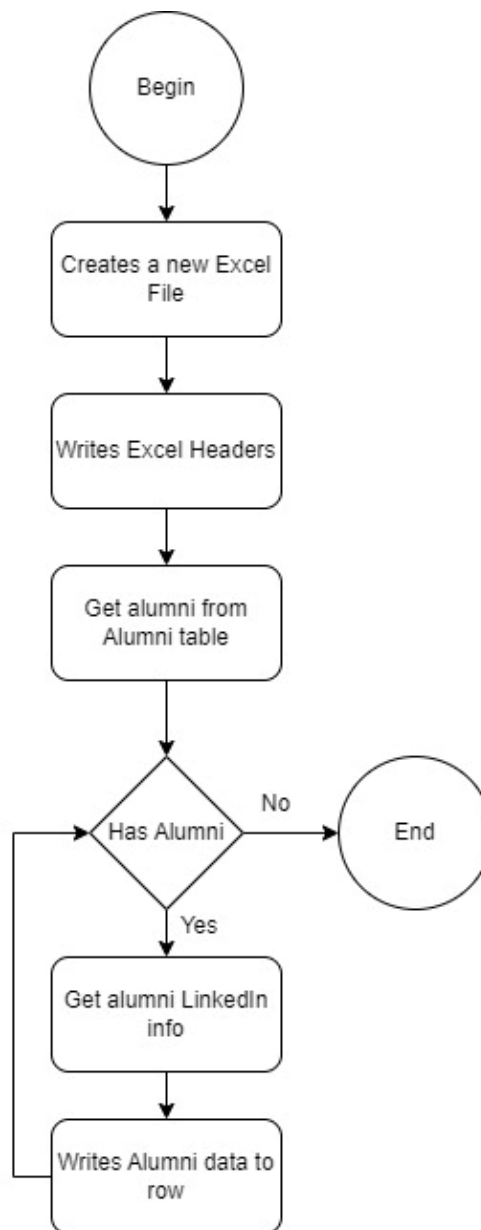 Begin
Creates a new Excel
File
Writes Excel Headers
Get alumni from
Alumni table
Has Alumni
No
End
Yes
Get alumni LinkedIn
info
Writes Alumni data to
row